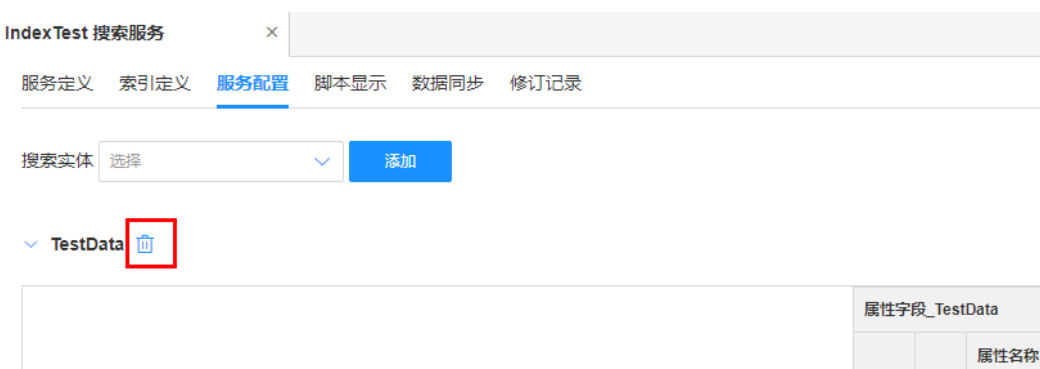 IndexTest 搜索服务
服务定义 索引定义 服务配置 脚本显示 数据同步 修订记录
搜索实体 选择 添加
TestData
属性字段_TestData
属性名称